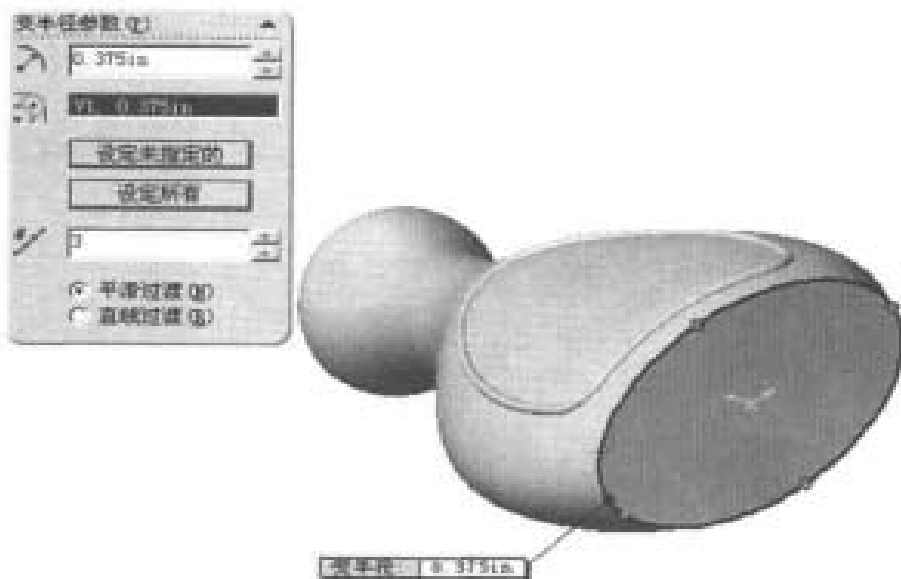 变半径参数(P)
0.375in
V1, 0.375in
设定未指定的
设定所有
3
平滑过渡(M)
直线过渡(R)
变半径: 0.375in